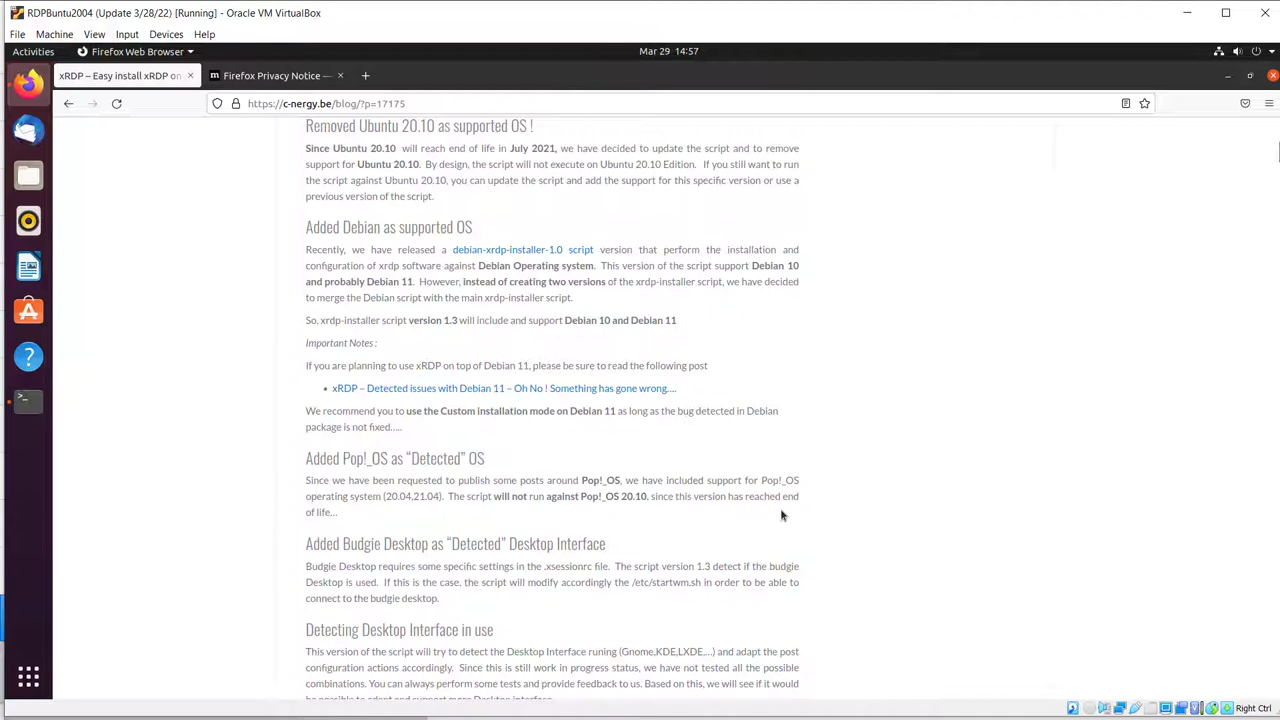 RDPBuntu2004 (Update 3/28/22) [Running] - Oracle VM VirtualBox
File Machine View Input Devices Help
Activities Firefox Web Browser Mar 29 14:57
xRDP – Easy install xRDP on × Firefox Privacy Notice — × +
https://c-nergy.be/blog/?p=17175
Removed Ubuntu 20.10 as supported OS !
Since Ubuntu 20.10 will reach end of life in July 2021, we have decided to update the script and to remove
support for Ubuntu 20.10. By design, the script will not execute on Ubuntu 20.10 Edition. If you still want to run
the script against Ubuntu 20.10, you can update the script and add the support for this specific version or use a
previous version of the script.
Added Debian as supported OS
Recently, we have released a debian-xrdp-installer-1.0 script version that perform the installation and
configuration of xrdp software against Debian Operating system. This version of the script support Debian 10
and probably Debian 11. However, instead of creating two versions of the xrdp-installer script, we have decided
to merge the Debian script with the main xrdp-installer script.
So, xrdp-installer script version 1.3 will include and support Debian 10 and Debian 11
Important Notes :
If you are planning to use xRDP on top of Debian 11, please be sure to read the following post
• xRDP – Detected issues with Debian 11 – Oh No ! Something has gone wrong....
We recommend you to use the Custom installation mode on Debian 11 as long as the bug detected in Debian
package is not fixed.....
Added Pop!_OS as “Detected” OS
Since we have been requested to publish some posts around Pop!_OS, we have included support for Pop!_OS
operating system (20.04,21.04). The script will not run against Pop!_OS 20.10. since this version has reached end
of life...
Added Budgie Desktop as “Detected” Desktop Interface
Budgie Desktop requires some specific settings in the .xsessionrc file. The script version 1.3 detect if the budgie
Desktop is used. If this is the case, the script will modify accordingly the /etc/startwm.sh in order to be able to
connect to the budgie desktop.
Detecting Desktop Interface in use
This version of the script will try to detect the Desktop Interface runing (Gnome,KDE,LXDE,...) and adapt the post
configuration actions accordingly. Since this is still work in progress status, we have not tested all the possible
combinations. You can always perform some tests and provide feedback to us. Based on this, we will see if it would
be possible to adapt and support more Desktop interface
Right Ctrl